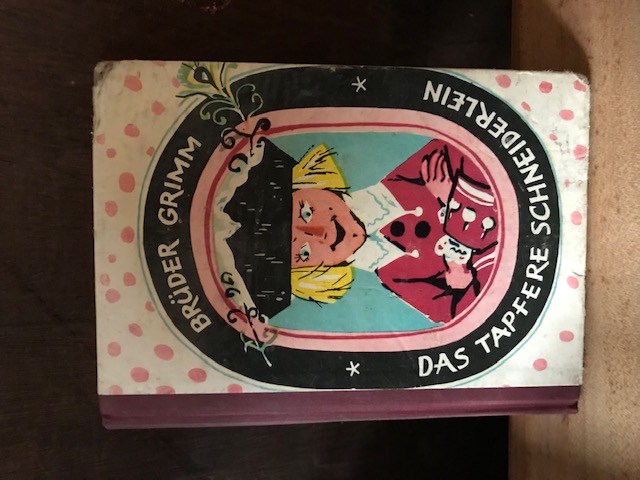 BRÜDER GRIMM
DAS TAPFERE SCHNEIDERLEIN